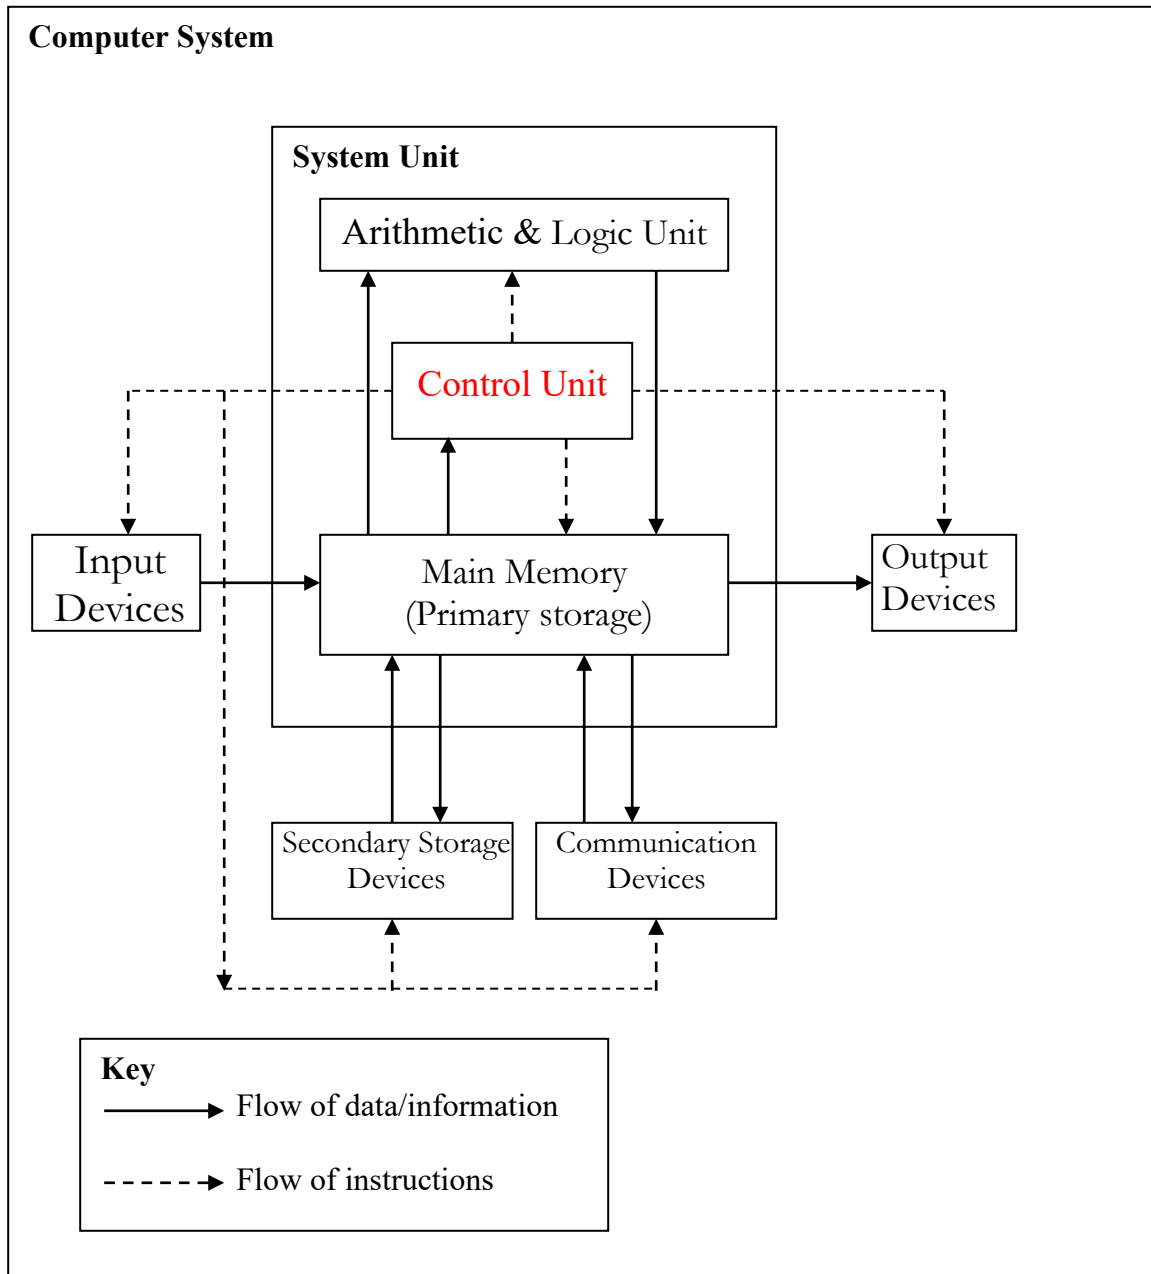 Computer System
System Unit
Arithmetic & Logic Unit
Control Unit
Input
Devices
Main Memory
(Primary storage)
Output
Devices
Secondary Storage
Devices
Communication
Devices
Key
Flow of data/information
Flow of instructions